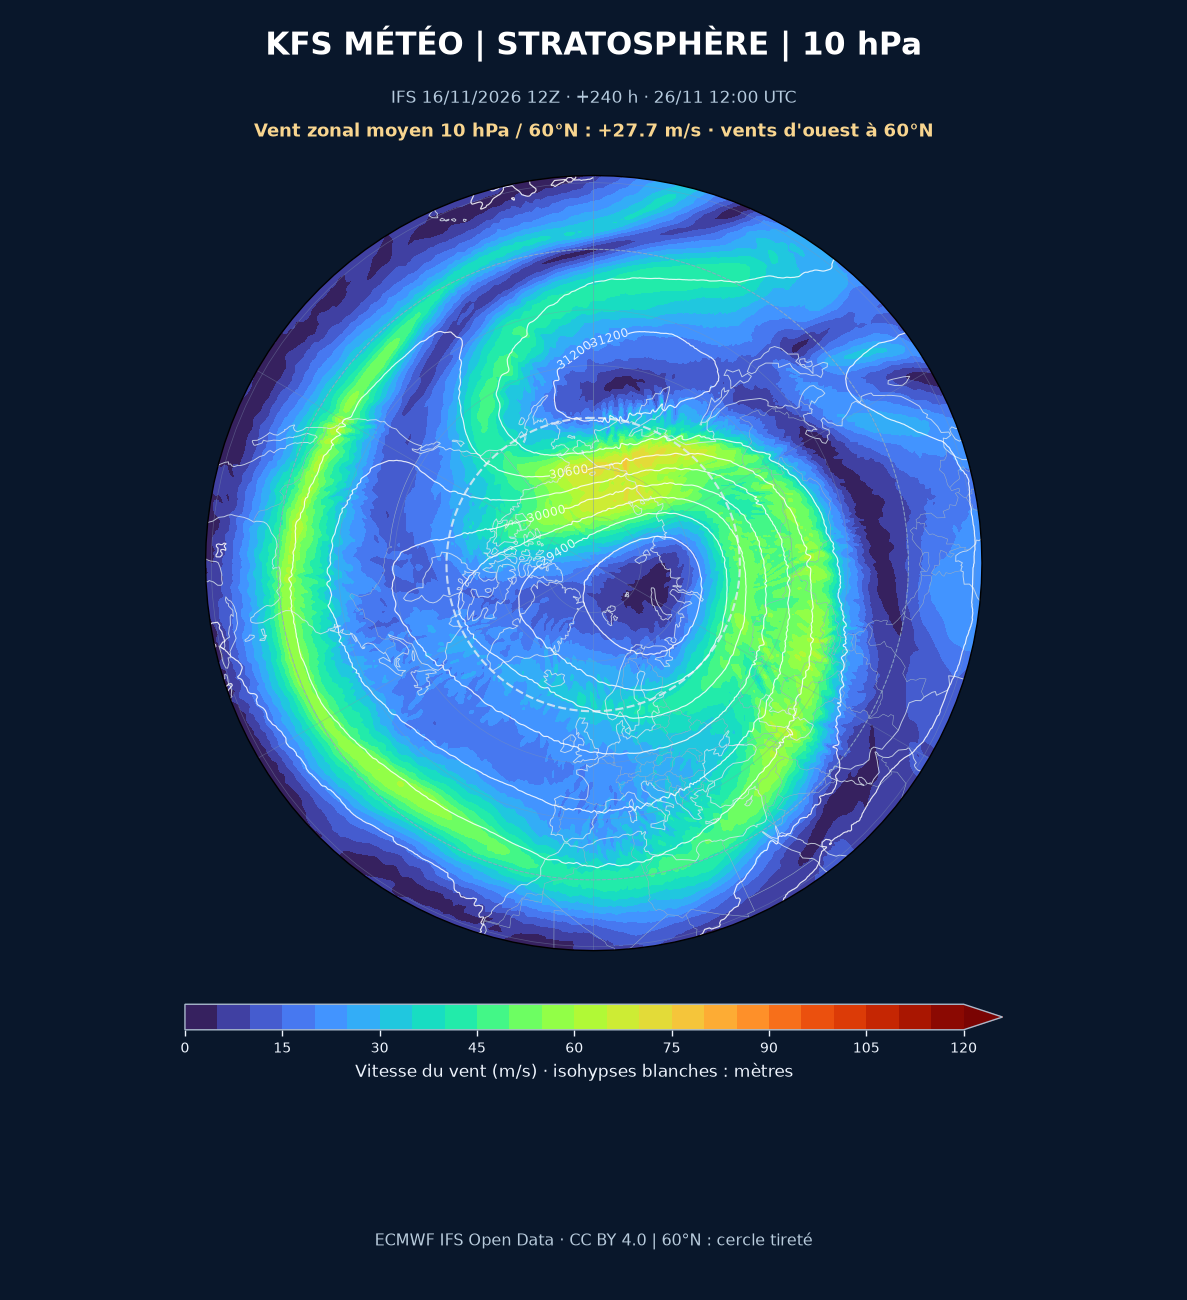 KFS MÉTÉO | STRATOSPHÈRE | 10 hPa
IFS 16/11/2026 12Z · +240 h · 26/11 12:00 UTC
Vent zonal moyen 10 hPa / 60°N : +27.7 m/s · vents d'ouest à 60°N
31200
31200
30600
30000
29400
0 15 30 45 60 75 90 105 120
Vitesse du vent (m/s) · isohypses blanches : mètres
ECMWF IFS Open Data · CC BY 4.0 | 60°N : cercle tireté